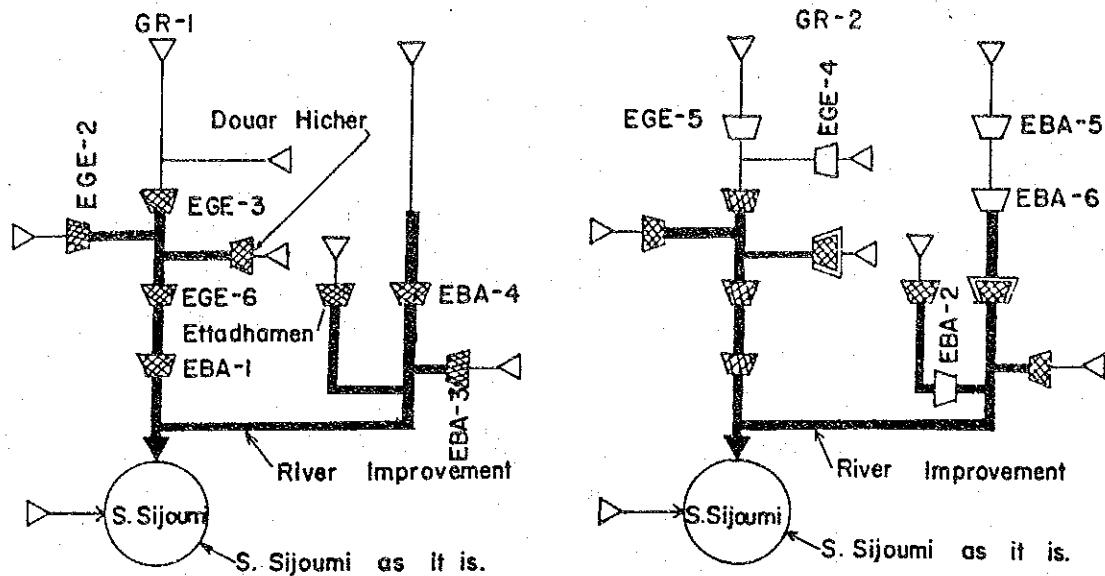 GR-1
Douar Hicher
EGE-2
EGE-3
EGE-6
EBA-4
Ettadhamen
EBA-1
EBA-3
River Improvement
S. Sijoumi
S. Sijoumi as it is.
GR-2
EGE-5
EGE-4
EBA-5
EBA-6
EBA-2
River Improvement
S.Sijoumi
S. Sijoumi as it is.